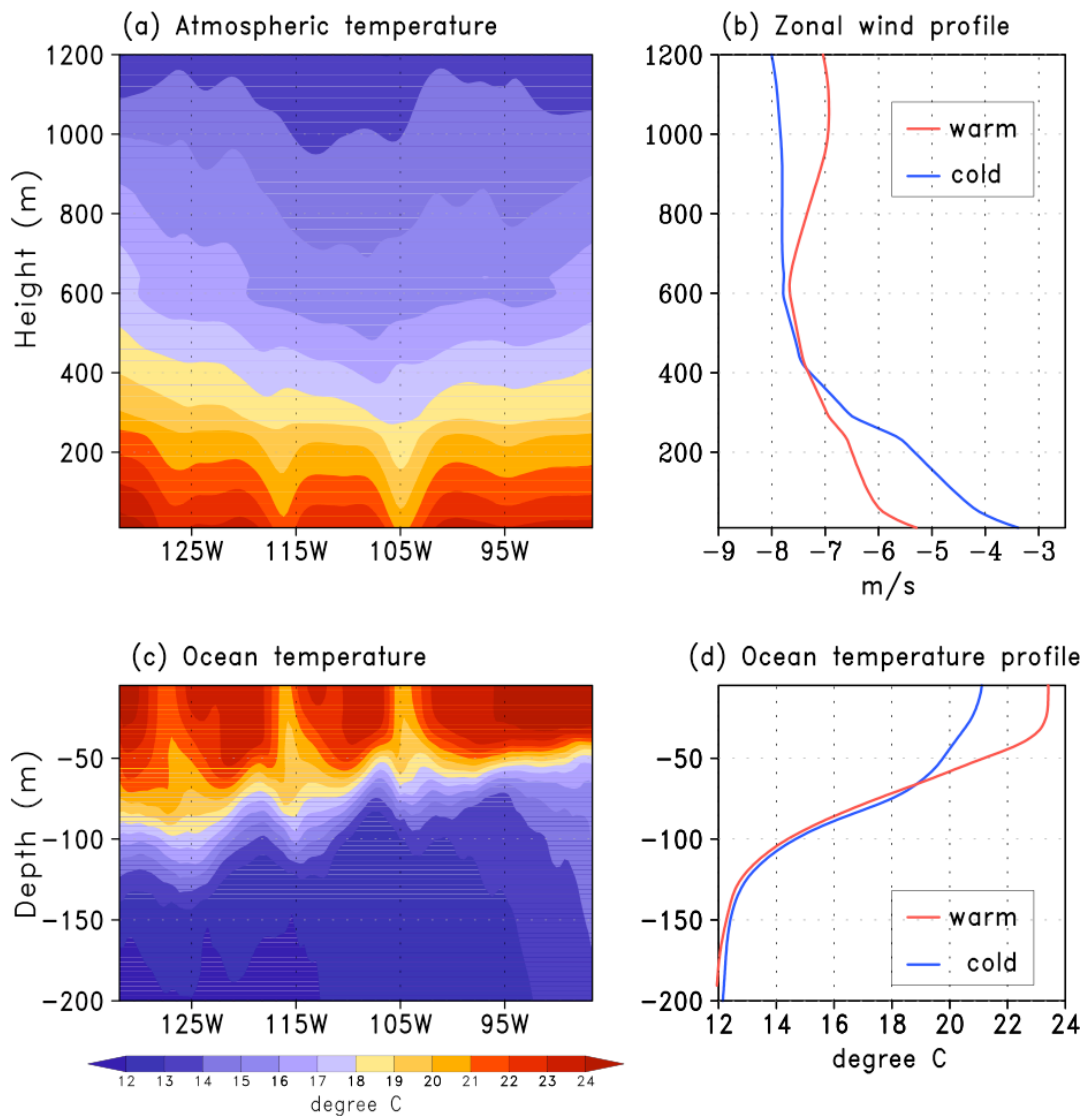 (a) Atmospheric temperature
1200
1000
800
600
400
200
Height (m)
125W 115W 105W 95W
(b) Zonal wind profile
1200
1000
800
600
400
200
warm
cold
-9 -8 -7 -6 -5 -4 -3
m/s
(c) Ocean temperature
-50
-100
-150
-200
Depth (m)
125W 115W 105W 95W
12 13 14 16 17 18 19 20 21 22 23 24
degree C
(d) Ocean temperature profile
-50
-100
-150
-200
warm
cold
12 14 16 18 20 22 24
degree C